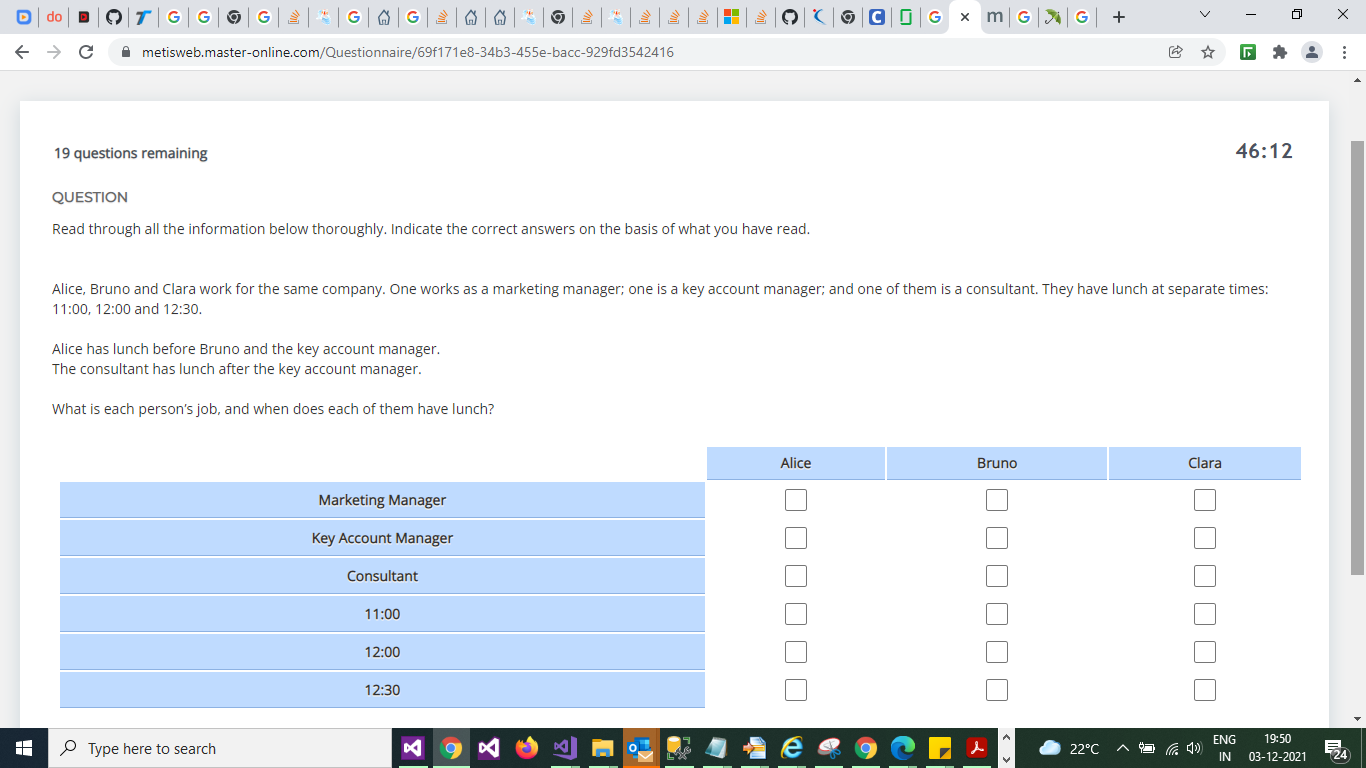 do
metisweb.master-online.com/Questionnaire/69f171e8-34b3-455e-bacc-929fd3542416
19 questions remaining
46:12
QUESTION
Read through all the information below thoroughly. Indicate the correct answers on the basis of what you have read.
Alice, Bruno and Clara work for the same company. One works as a marketing manager; one is a key account manager; and one of them is a consultant. They have lunch at separate times:
11:00, 12:00 and 12:30.
Alice has lunch before Bruno and the key account manager.
The consultant has lunch after the key account manager.
What is each person's job, and when does each of them have lunch?
Alice Bruno Clara
Marketing Manager
Key Account Manager
Consultant
11:00
12:00
12:30
Type here to search
22°C
ENG
IN
19:50
03-12-2021
24